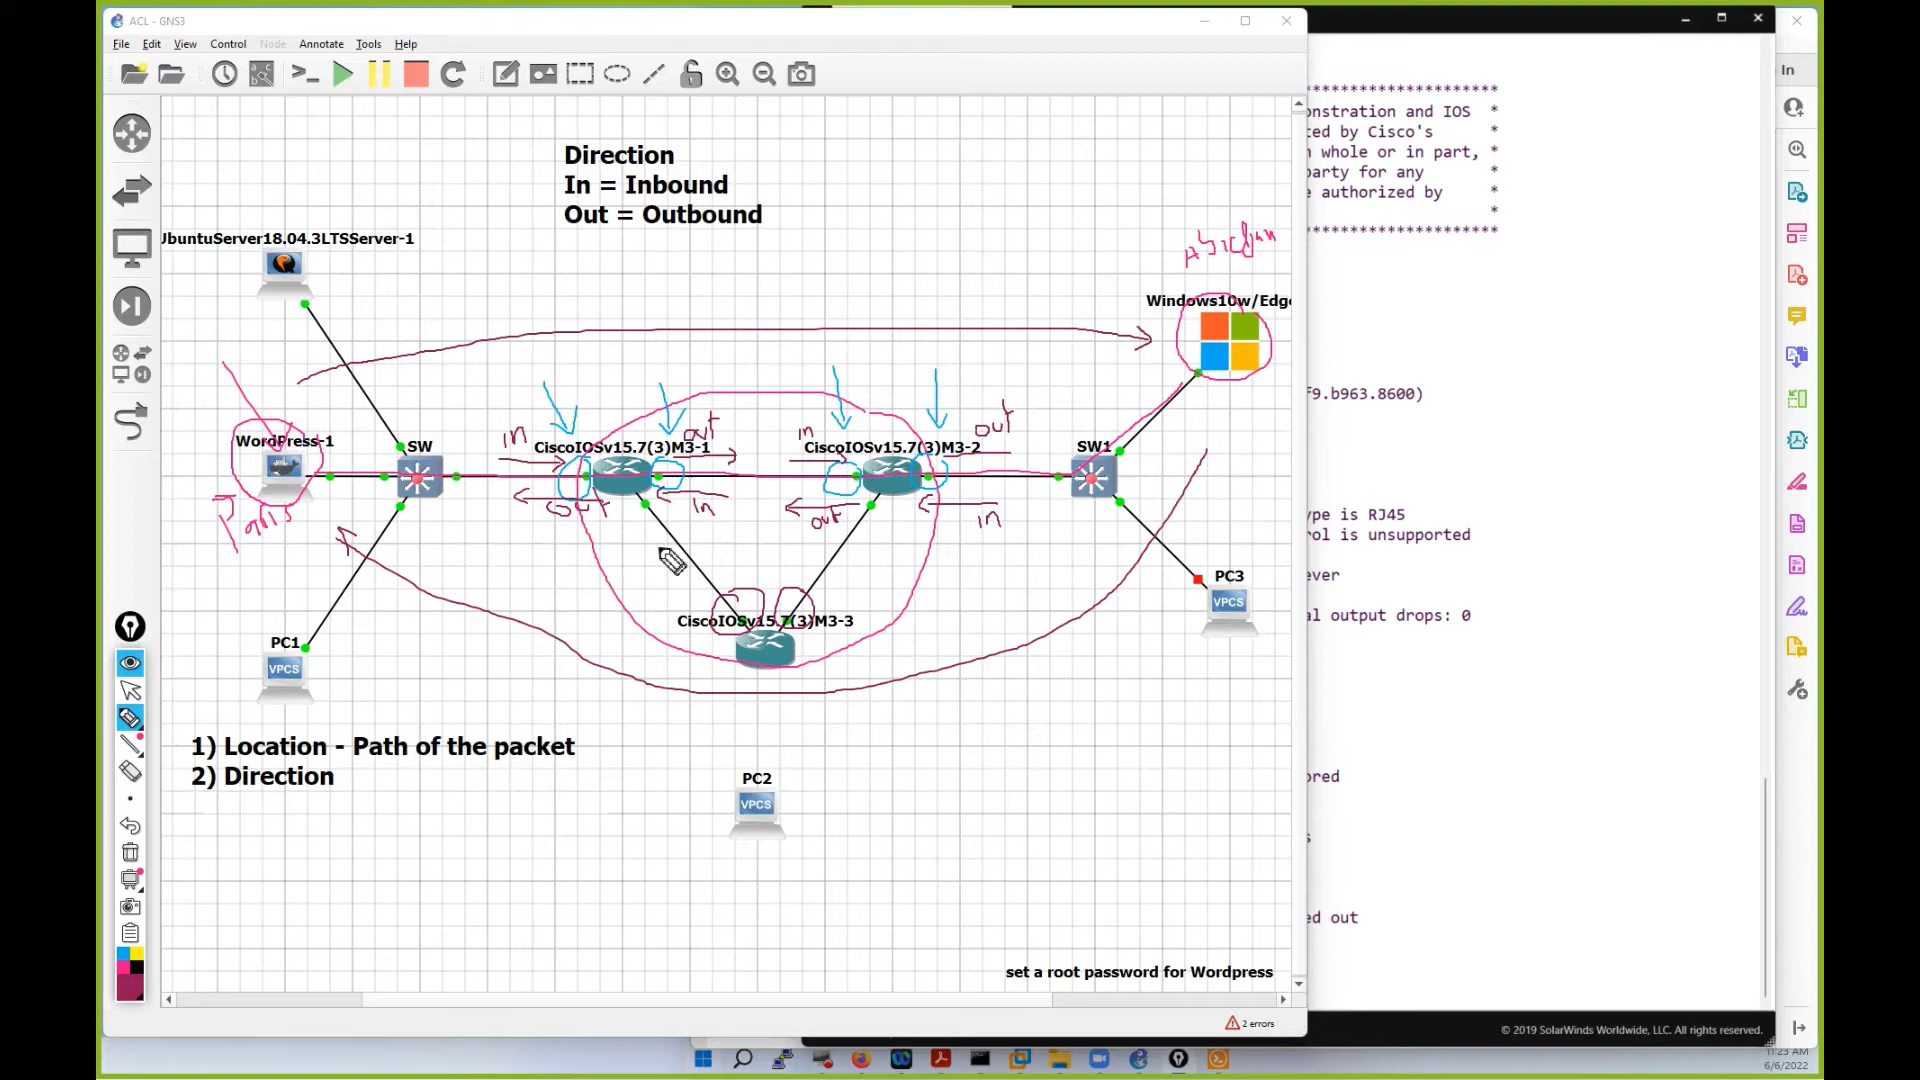 ACL - GNS3
File Edit View Control Node Annotate Tools Help
Direction
In = Inbound
Out = Outbound
UbuntuServer18.04.3LTSServer-1
Windows10w/Edge
WordPress-1
SW
in
CiscoIOSv15.7(3)M3-1
out
in
CiscoIOSv15.7(3)M3-2
out
SW1
Paris
out
In
out
in
CiscoIOSv15.7(3)M3-3
PC3
VPCS
PC1
VPCS
1) Location - Path of the packet
2) Direction
PC2
VPCS
set a root password for Wordpress
2 errors
In
*********************
onstration and IOS *
ted by Cisco's *
n whole or in part, *
party for any *
e authorized by *
*
*********************
f9.b963.8600)
ype is RJ45
rol is unsupported
ever
al output drops: 0
ored
s
ed out
© 2019 SolarWinds Worldwide, LLC. All rights reserved.
11:23 AM
6/6/2022